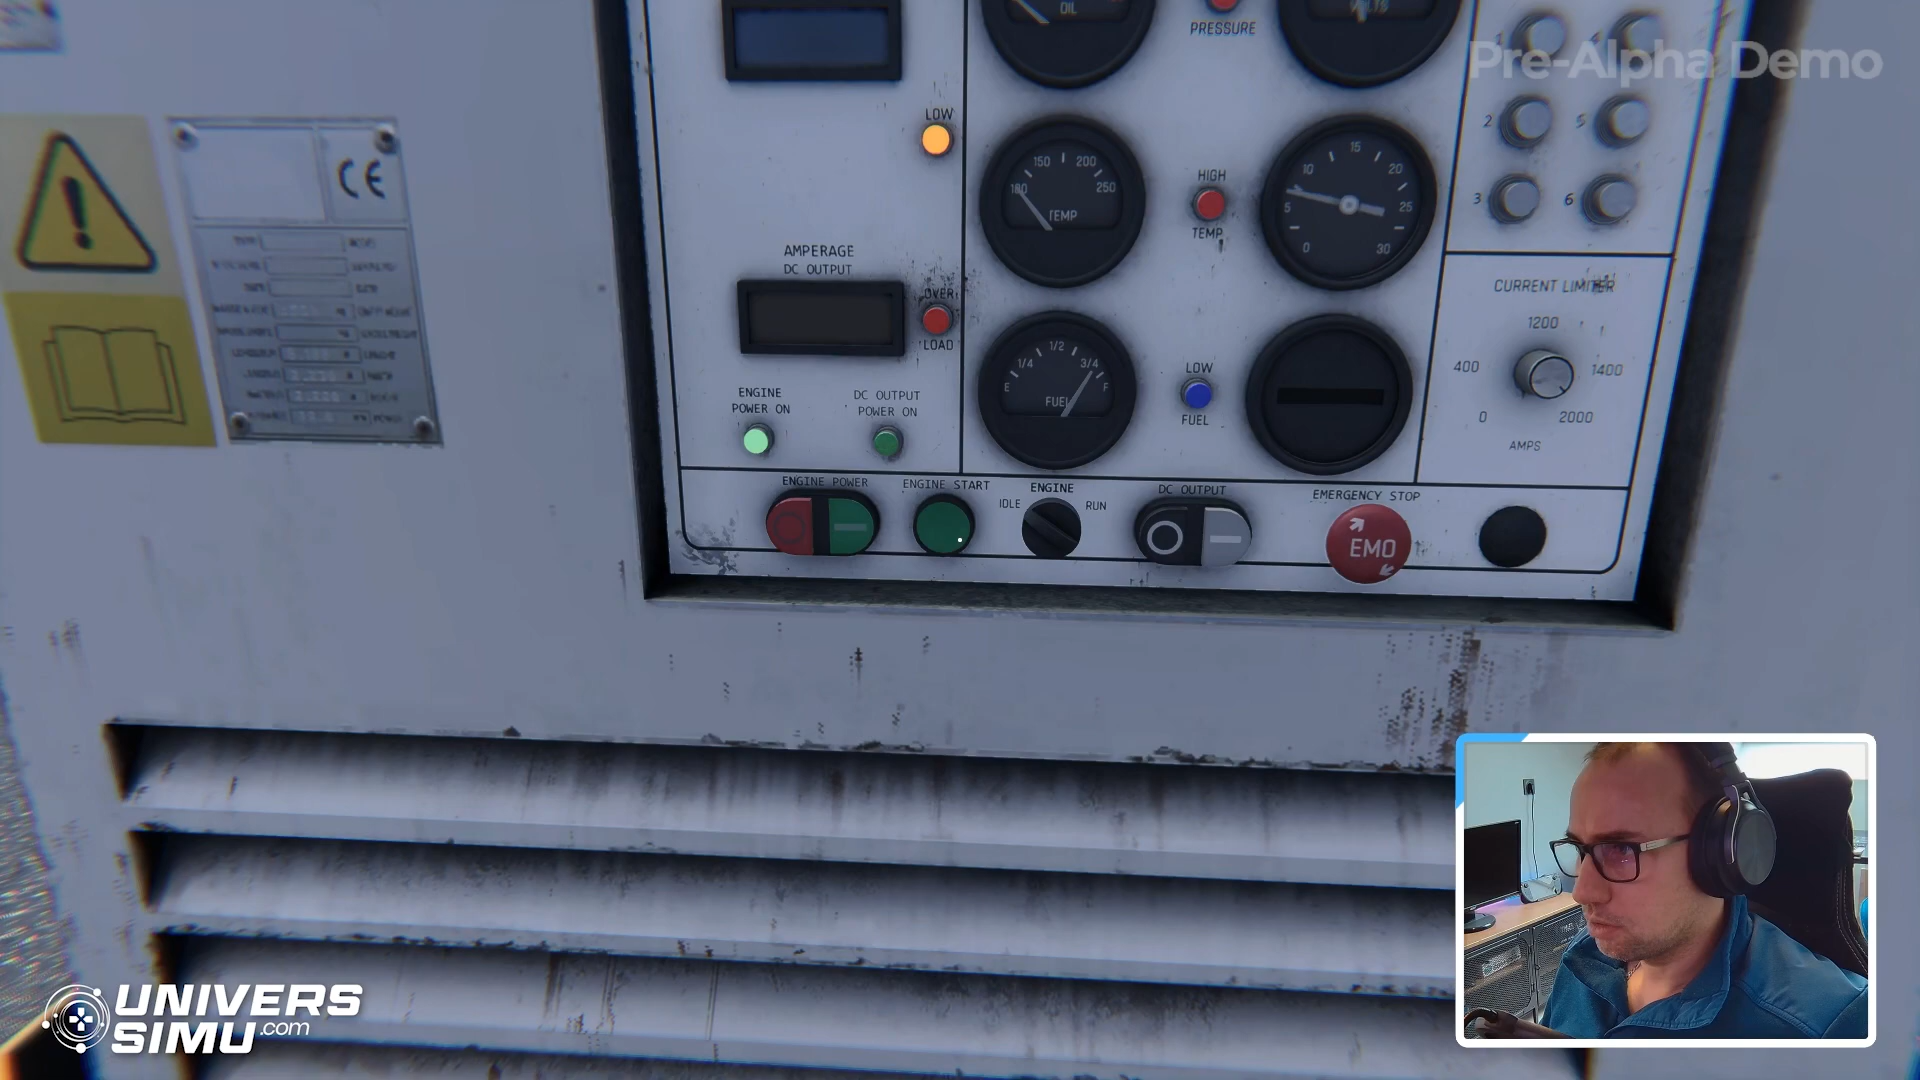 OIL
PRESSURE
VOLTS
Pre-Alpha Demo
LOW
150 200
100 250
TEMP
HIGH
TEMP
15
10 20
5 25
0 30
2 5
3 6
CE
AMPERAGE
DC OUTPUT
OVER
LOAD
1/2
1/4 3/4
E F
FUEL
LOW
FUEL
CURRENT LIMITER
1200
400 1400
0 2000
AMPS
ENGINE
POWER ON
DC OUTPUT
POWER ON
ENGINE POWER
ENGINE START
ENGINE
IDLE RUN
DC OUTPUT
EMERGENCY STOP
EMO
UNIVERS
SIMU.com